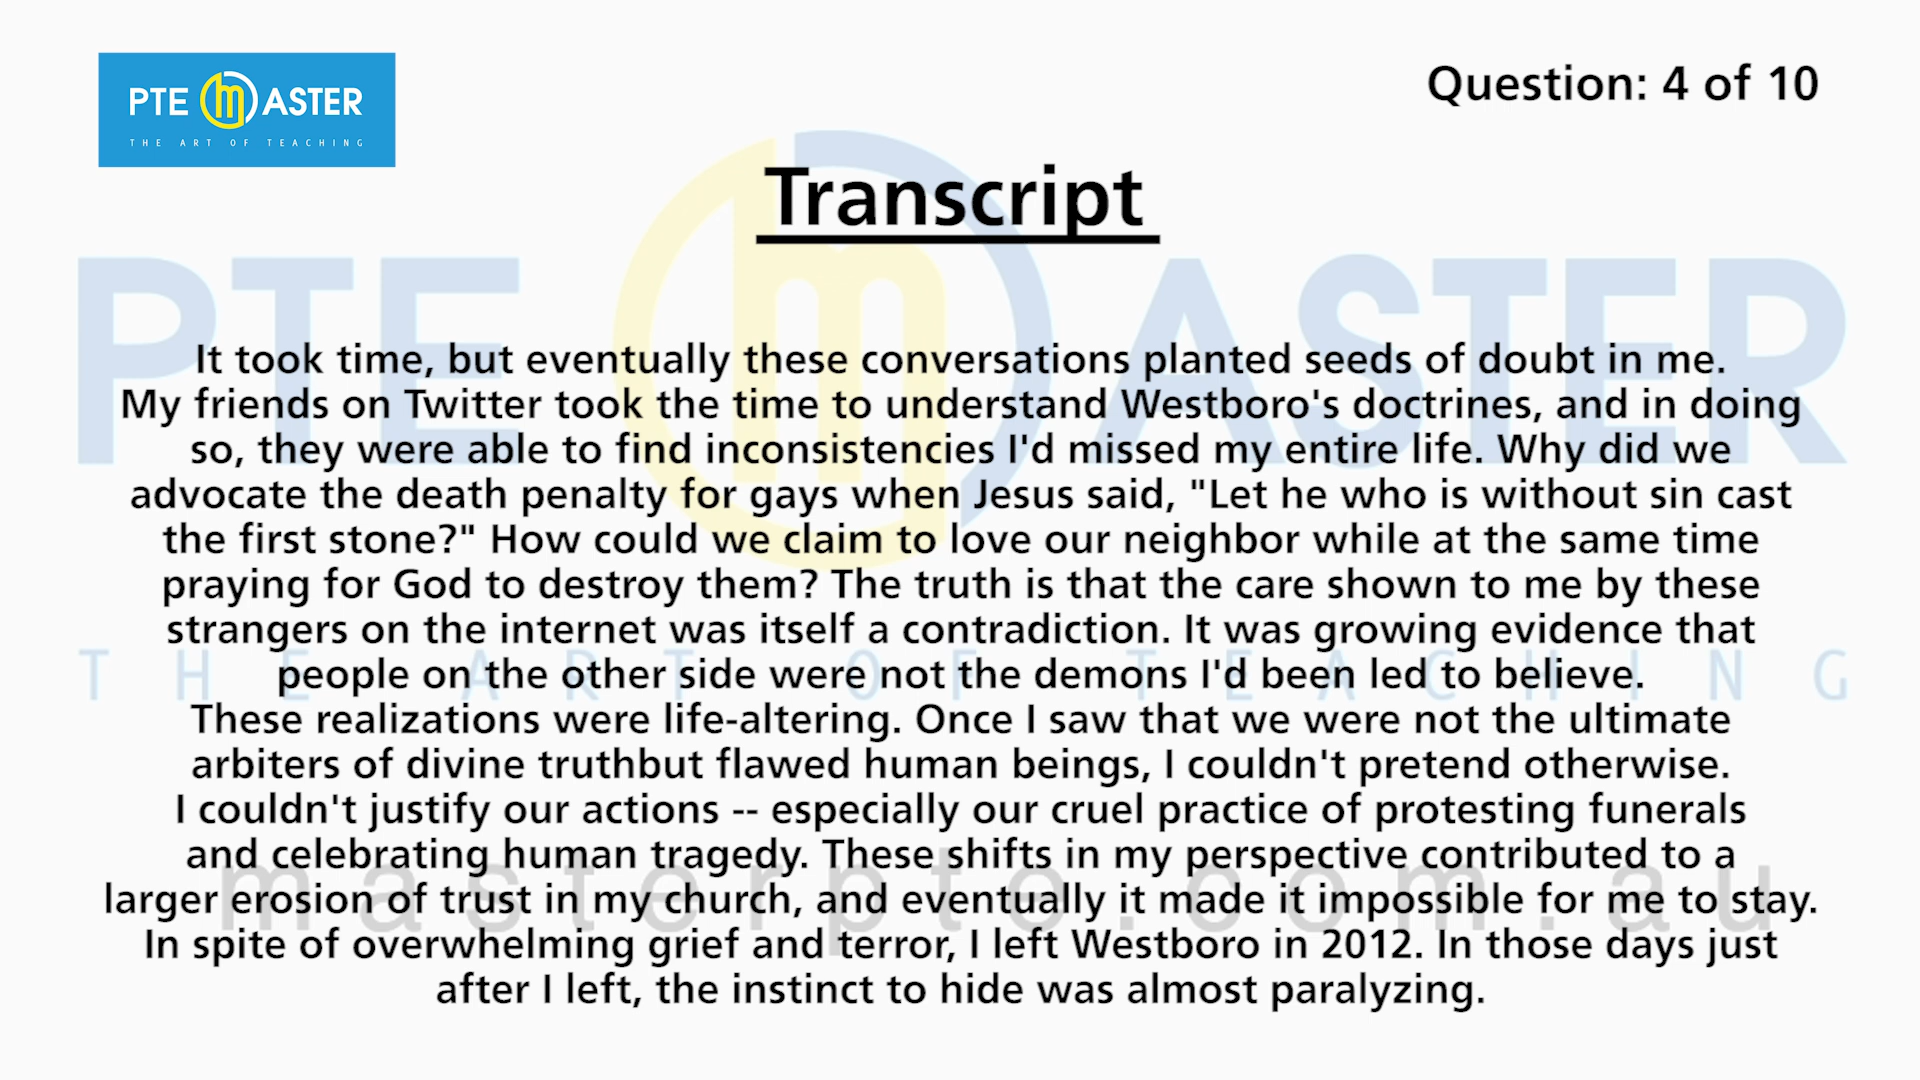 PTE MASTER
THE ART OF TEACHING
Question: 4 of 10
Transcript
It took time, but eventually these conversations planted seeds of doubt in me.
My friends on Twitter took the time to understand Westboro's doctrines, and in doing
so, they were able to find inconsistencies I'd missed my entire life. Why did we
advocate the death penalty for gays when Jesus said, "Let he who is without sin cast
the first stone?" How could we claim to love our neighbor while at the same time
praying for God to destroy them? The truth is that the care shown to me by these
strangers on the internet was itself a contradiction. It was growing evidence that
people on the other side were not the demons I'd been led to believe.
These realizations were life-altering. Once I saw that we were not the ultimate
arbiters of divine truthbut flawed human beings, I couldn't pretend otherwise.
I couldn't justify our actions -- especially our cruel practice of protesting funerals
and celebrating human tragedy. These shifts in my perspective contributed to a
larger erosion of trust in my church, and eventually it made it impossible for me to stay.
In spite of overwhelming grief and terror, I left Westboro in 2012. In those days just
after I left, the instinct to hide was almost paralyzing.
PTE MASTER
THE ART OF TEACHING
masterpte.com.au